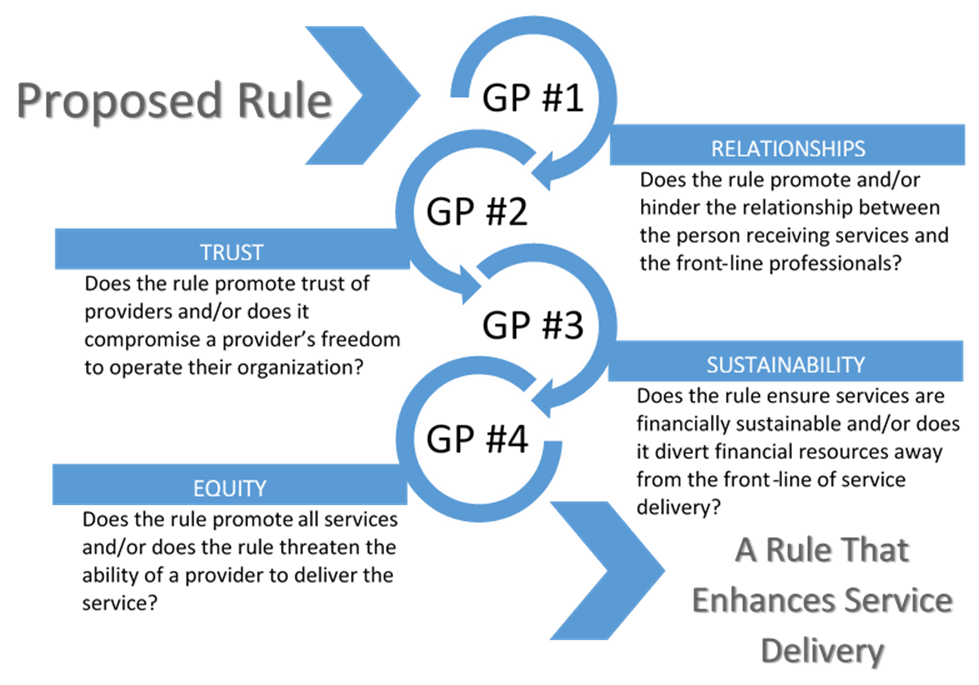 Proposed Rule
GP #1
RELATIONSHIPS
Does the rule promote and/or
hinder the relationship between
the person receiving services and
the front-line professionals?
GP #2
TRUST
Does the rule promote trust of
providers and/or does it
compromise a provider's freedom
to operate their organization?
GP #3
SUSTAINABILITY
Does the rule ensure services are
financially sustainable and/or does
it divert financial resources away
from the front-line of service
delivery?
GP #4
EQUITY
Does the rule promote all services
and/or does the rule threaten the
ability of a provider to deliver the
service?
A Rule That
Enhances Service
Delivery